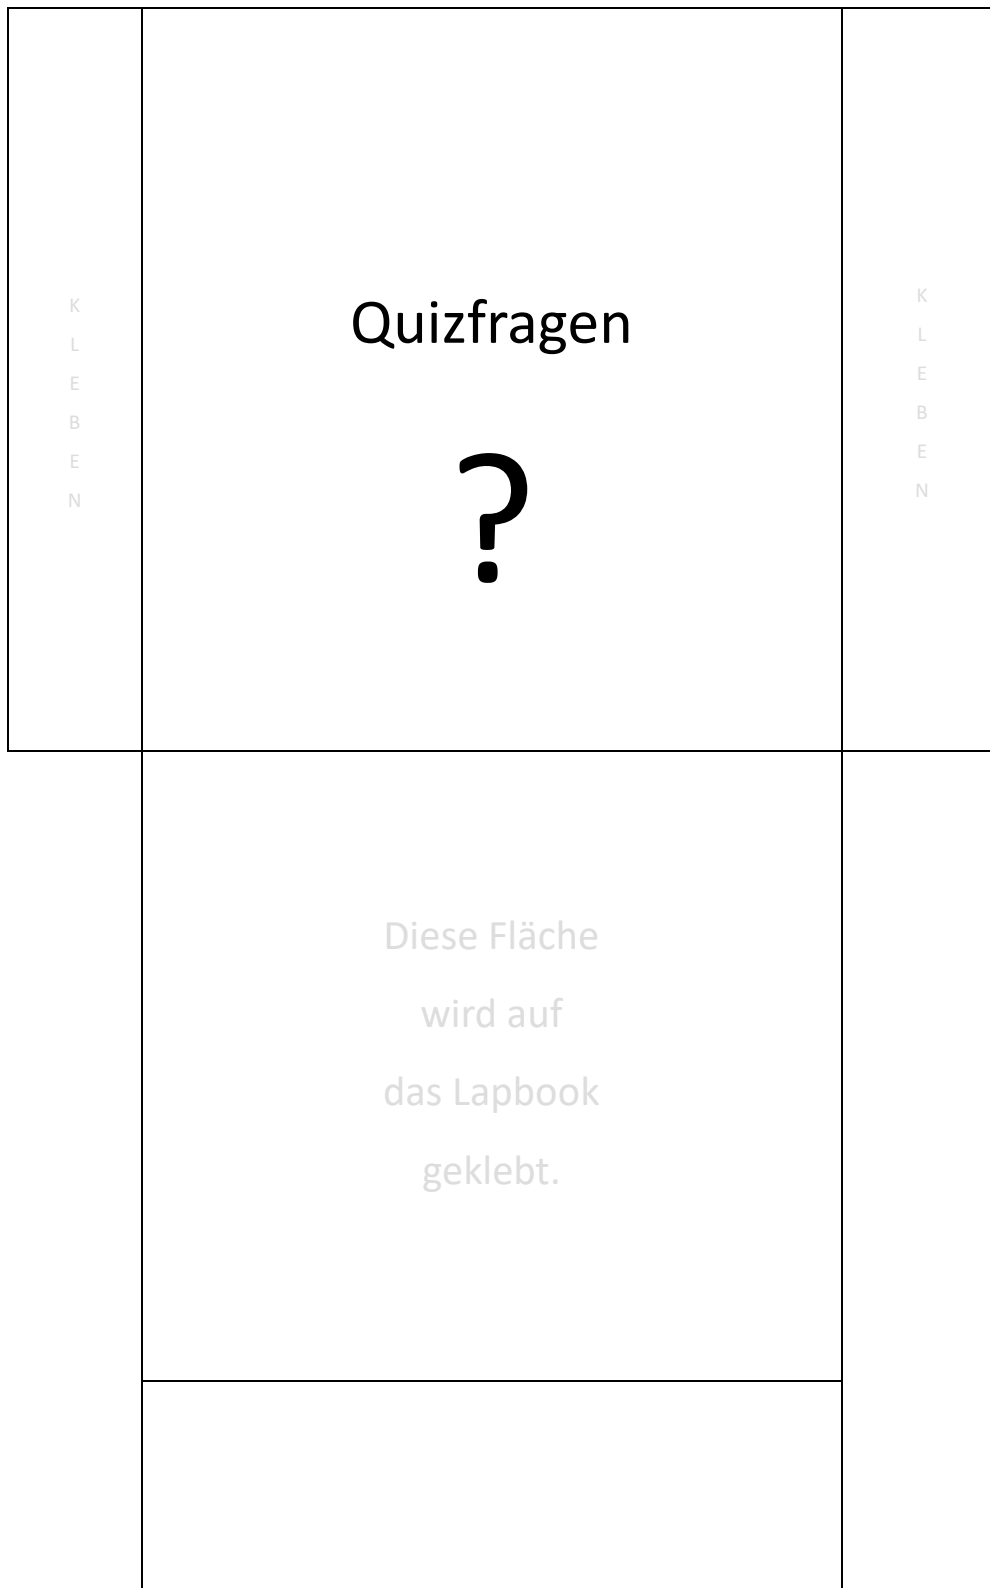 Quizfragen
?
K
L
E
B
E
N
K
L
E
B
E
N
Diese Fläche
wird auf
das Lapbook
geklebt.